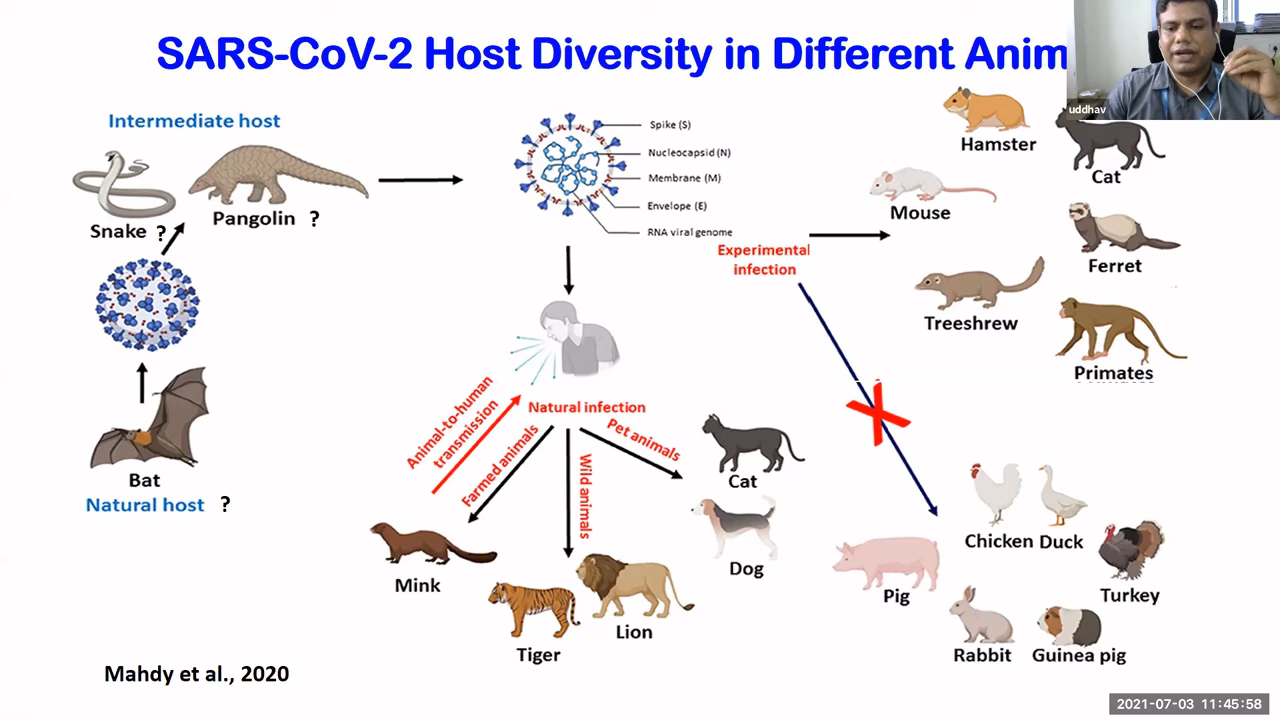 SARS-CoV-2 Host Diversity in Different Anim
uddhav
Intermediate host
Snake ?
Pangolin ?
Bat
Natural host ?
Spike (S)
Nucleocapsid (N)
Membrane (M)
Envelope (E)
RNA viral genome
Experimental
infection
Hamster
Cat
Mouse
Ferret
Treeshrew
Primates
Natural infection
Animal-to-human
transmission
Farmed animals
Wild animals
Pet animals
Mink
Tiger
Lion
Cat
Dog
Chicken Duck
Pig
Turkey
Rabbit
Guinea pig
Mahdy et al., 2020
2021-07-03 11:45:58